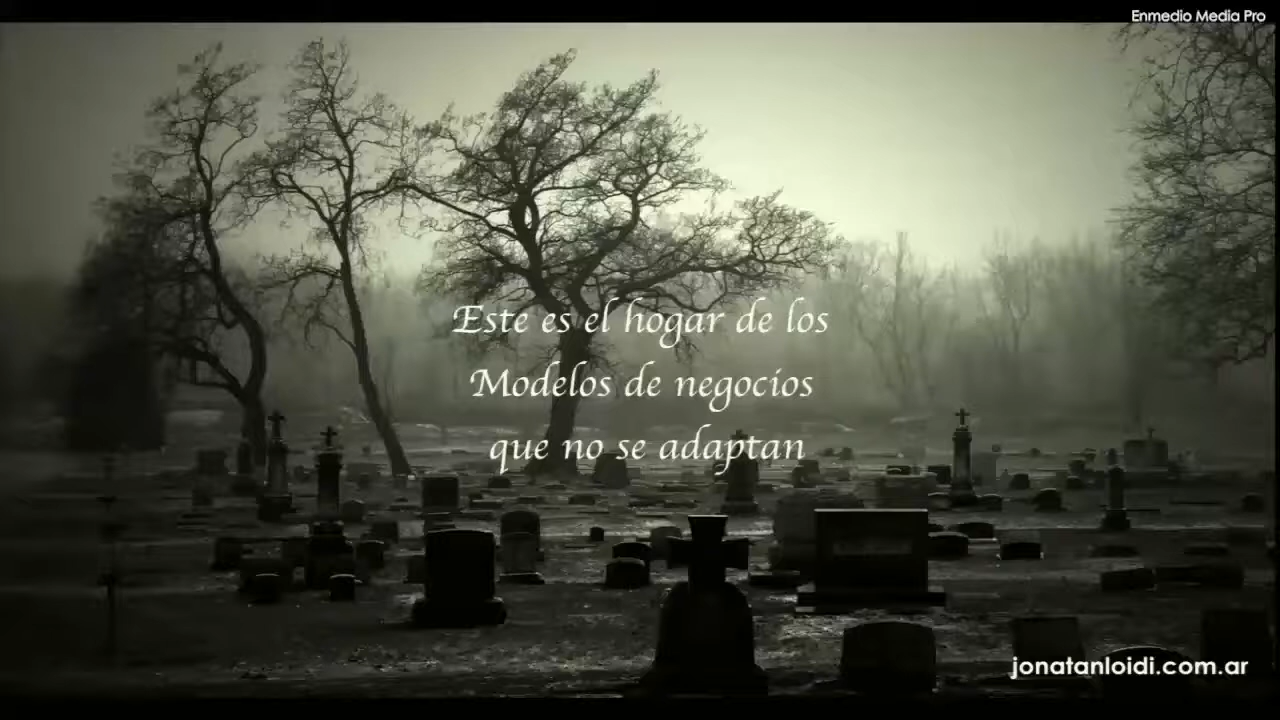 Enmedio Media Pro
Este es el hogar de los
Modelos de negocios
que no se adaptan
jonatanloidi.com.ar